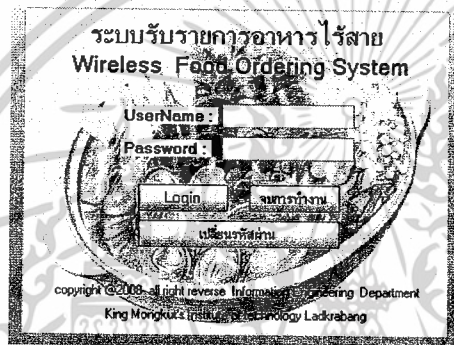 ระบบรับรายการอาหารไร้สาย
Wireless Food Ordering System
UserName :
Password :
Login จบการทำงาน
เปลี่ยนรหัสผ่าน
copyright @2008 all right reverse Information Engineering Department
King Mongkut's Institute of Technology Ladkrabang